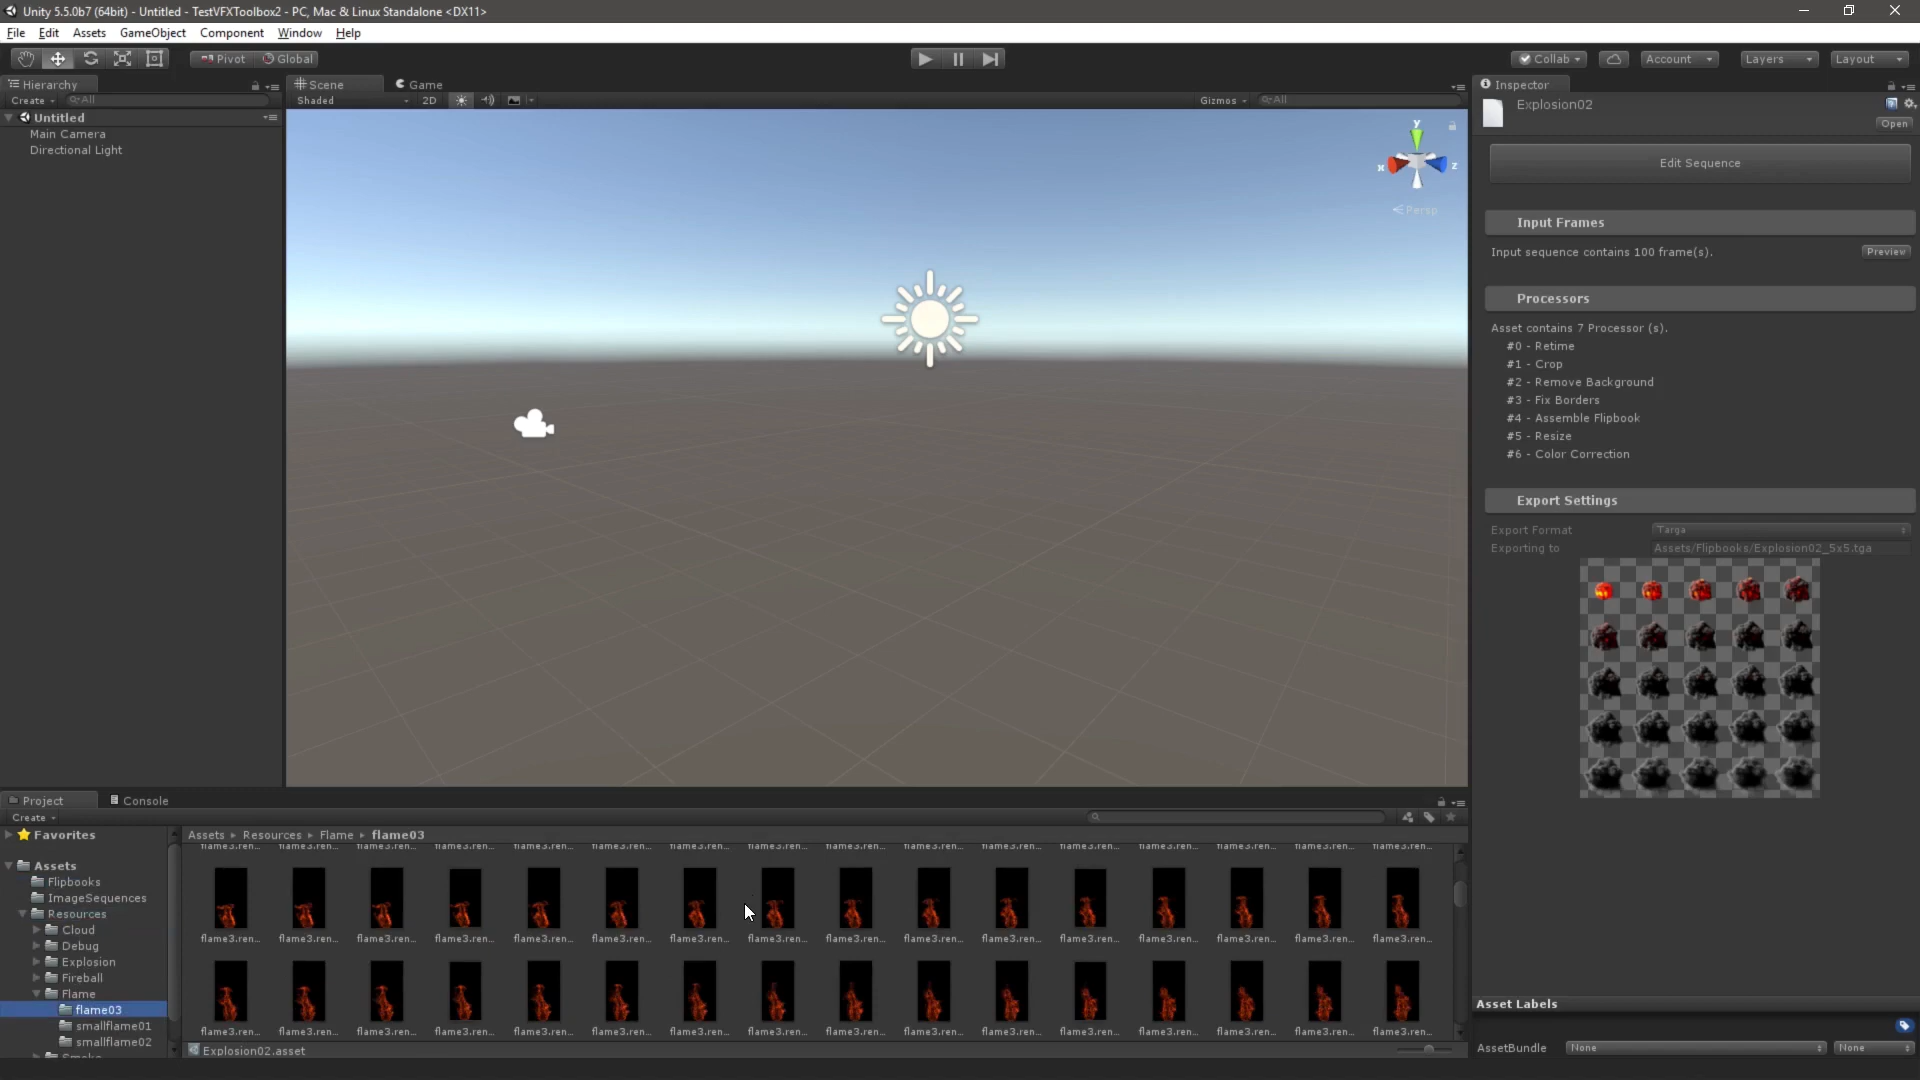 Unity 5.5.0b7 (64bit) - Untitled - TestVFXToolbox2 - PC, Mac & Linux Standalone <DX11>
File Edit Assets GameObject Component Window Help
Pivot Global Collab Account Layers Layout
Hierarchy
Create All
Untitled
Main Camera
Directional Light
Scene Game
Shaded 2D Gizmos All
y
x z
Persp
Inspector
Explosion02
Open
Edit Sequence
Input Frames
Input sequence contains 100 frame(s). Preview
Processors
Asset contains 7 Processor (s).
#0 - Retime
#1 - Crop
#2 - Remove Background
#3 - Fix Borders
#4 - Assemble Flipbook
#5 - Resize
#6 - Color Correction
Export Settings
Export Format Targa
Exporting to Assets/Flipbooks/Explosion02_5x5.tga
Asset Labels
AssetBundle None None
Project Console
Create
Favorites
Assets
Flipbooks
ImageSequences
Resources
Cloud
Debug
Explosion
Fireball
Flame
flame03
smallflame01
smallflame02
Smoke
Assets Resources Flame flame03
flame3.ren... flame3.ren... flame3.ren... flame3.ren... flame3.ren... flame3.ren... flame3.ren... flame3.ren... flame3.ren... flame3.ren... flame3.ren... flame3.ren... flame3.ren... flame3.ren... flame3.ren... flame3.ren...
flame3.ren... flame3.ren... flame3.ren... flame3.ren... flame3.ren... flame3.ren... flame3.ren... flame3.ren... flame3.ren... flame3.ren... flame3.ren... flame3.ren... flame3.ren... flame3.ren... flame3.ren... flame3.ren...
flame3.ren... flame3.ren... flame3.ren... flame3.ren... flame3.ren... flame3.ren... flame3.ren... flame3.ren... flame3.ren... flame3.ren... flame3.ren... flame3.ren... flame3.ren... flame3.ren... flame3.ren... flame3.ren...
Explosion02.asset